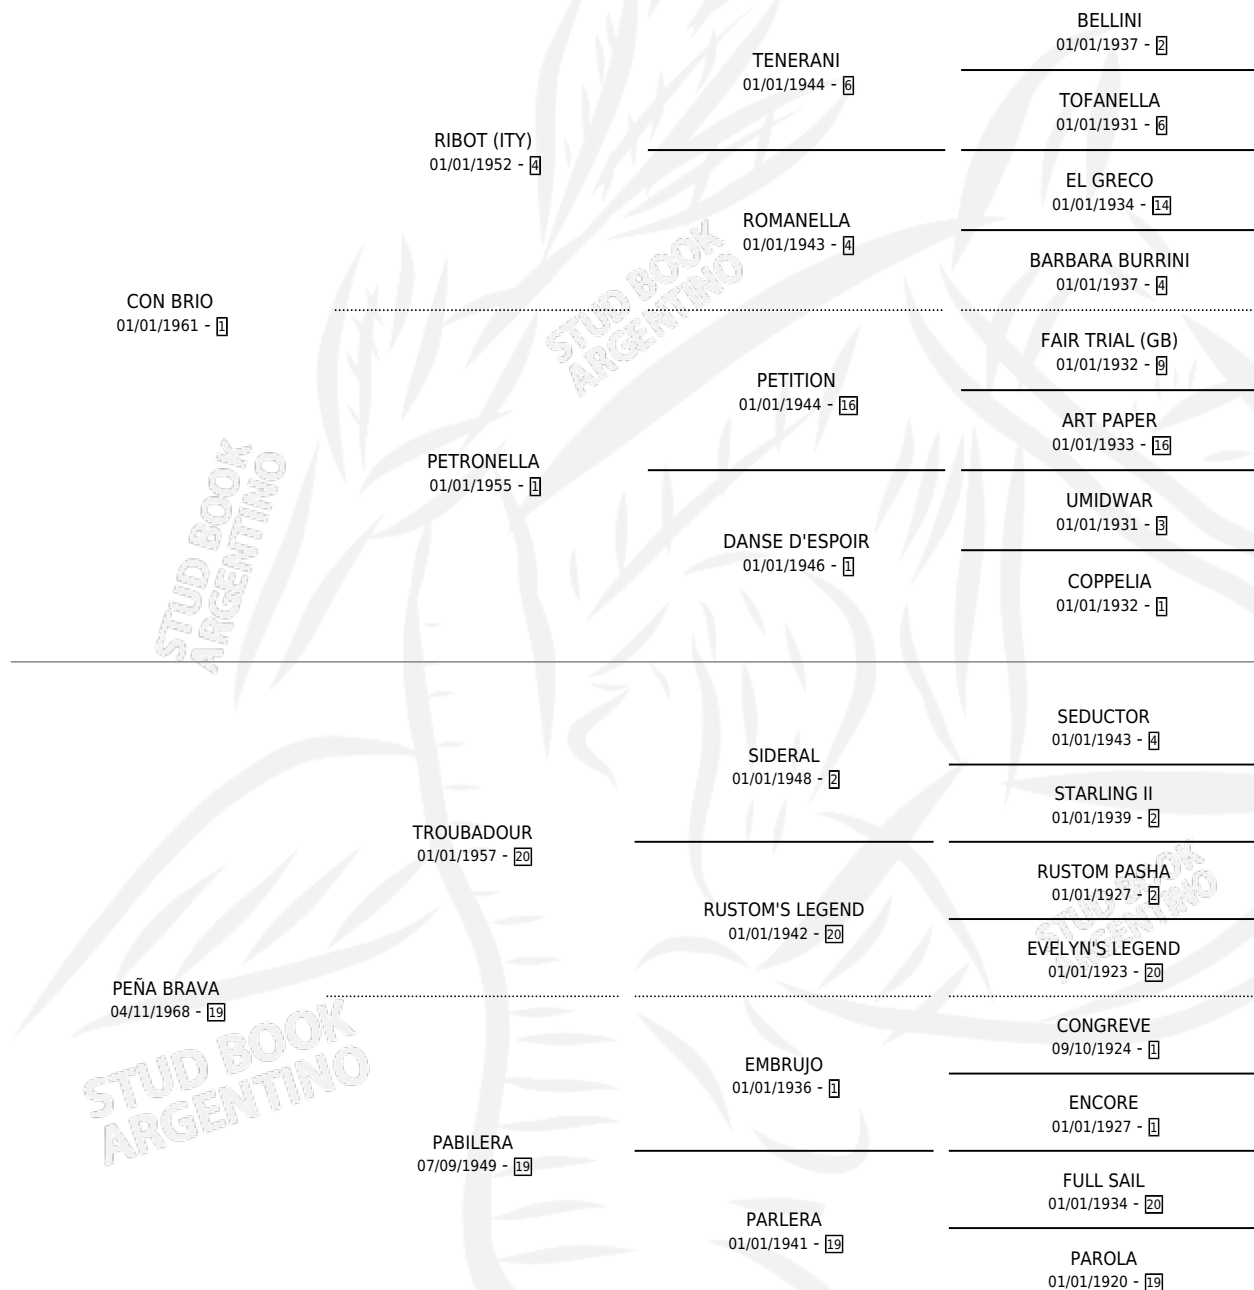 CON BRIO
01/01/1961 - 1
RIBOT (ITY)
01/01/1952 - 4
PETRONELLA
01/01/1955 - 1
TENERANI
01/01/1944 - 6
ROMANELLA
01/01/1943 - 4
PETITION
01/01/1944 - 16
DANSE D'ESPOIR
01/01/1946 - 1
BELLINI
01/01/1937 - 2
TOFANELLA
01/01/1931 - 6
EL GRECO
01/01/1934 - 14
BARBARA BURRINI
01/01/1937 - 4
FAIR TRIAL (GB)
01/01/1932 - 9
ART PAPER
01/01/1933 - 16
UMIDWAR
01/01/1931 - 3
COPPELIA
01/01/1932 - 1
PEÑA BRAVA
04/11/1968 - 19
TROUBADOUR
01/01/1957 - 20
PABILERA
07/09/1949 - 19
SIDERAL
01/01/1948 - 2
RUSTOM'S LEGEND
01/01/1942 - 20
EMBRUJO
01/01/1936 - 1
PARLERA
01/01/1941 - 19
SEDUCTOR
01/01/1943 - 4
STARLING II
01/01/1939 - 2
RUSTOM PASHA
01/01/1927 - 2
EVELYN'S LEGEND
01/01/1923 - 20
CONGREVE
09/10/1924 - 1
ENCORE
01/01/1927 - 1
FULL SAIL
01/01/1934 - 20
PAROLA
01/01/1920 - 19
STUD BOOK
ARGENTINO
STUD BOOK
ARGENTINO
STUD BOOK
ARGENTINO
STUD BOOK
ARGENTINO